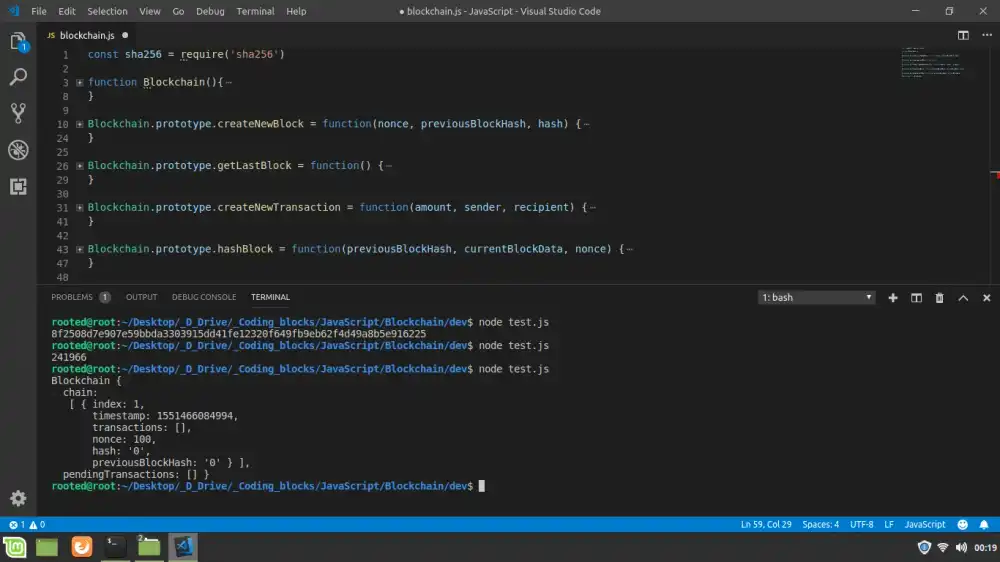 File Edit Selection View Go Debug Terminal Help
● blockchain.js - JavaScript - Visual Studio Code
JS blockchain.js ●
1 const sha256 = require('sha256')
2
3 function Blockchain(){⋯
8 }
9
10 Blockchain.prototype.createNewBlock = function(nonce, previousBlockHash, hash) {⋯
24 }
25
26 Blockchain.prototype.getLastBlock = function() {⋯
29 }
30
31 Blockchain.prototype.createNewTransaction = function(amount, sender, recipient) {⋯
41 }
42
43 Blockchain.prototype.hashBlock = function(previousBlockHash, currentBlockData, nonce) {⋯
47 }
48
PROBLEMS 1 OUTPUT DEBUG CONSOLE TERMINAL 1: bash
rooted@root:~/Desktop/_D_Drive/_Coding_blocks/JavaScript/Blockchain/dev$ node test.js
8f2508d7e907e59bbda3303915dd41fe12320f649fb9eb62f4d49a8b5e916225
rooted@root:~/Desktop/_D_Drive/_Coding_blocks/JavaScript/Blockchain/dev$ node test.js
241966
rooted@root:~/Desktop/_D_Drive/_Coding_blocks/JavaScript/Blockchain/dev$ node test.js
Blockchain {
chain:
[ { index: 1,
timestamp: 1551466084994,
transactions: [],
nonce: 100,
hash: '0',
previousBlockHash: '0' } ],
pendingTransactions: [] }
rooted@root:~/Desktop/_D_Drive/_Coding_blocks/JavaScript/Blockchain/dev$
1 0 Ln 59, Col 29 Spaces: 4 UTF-8 LF JavaScript
2 00:19